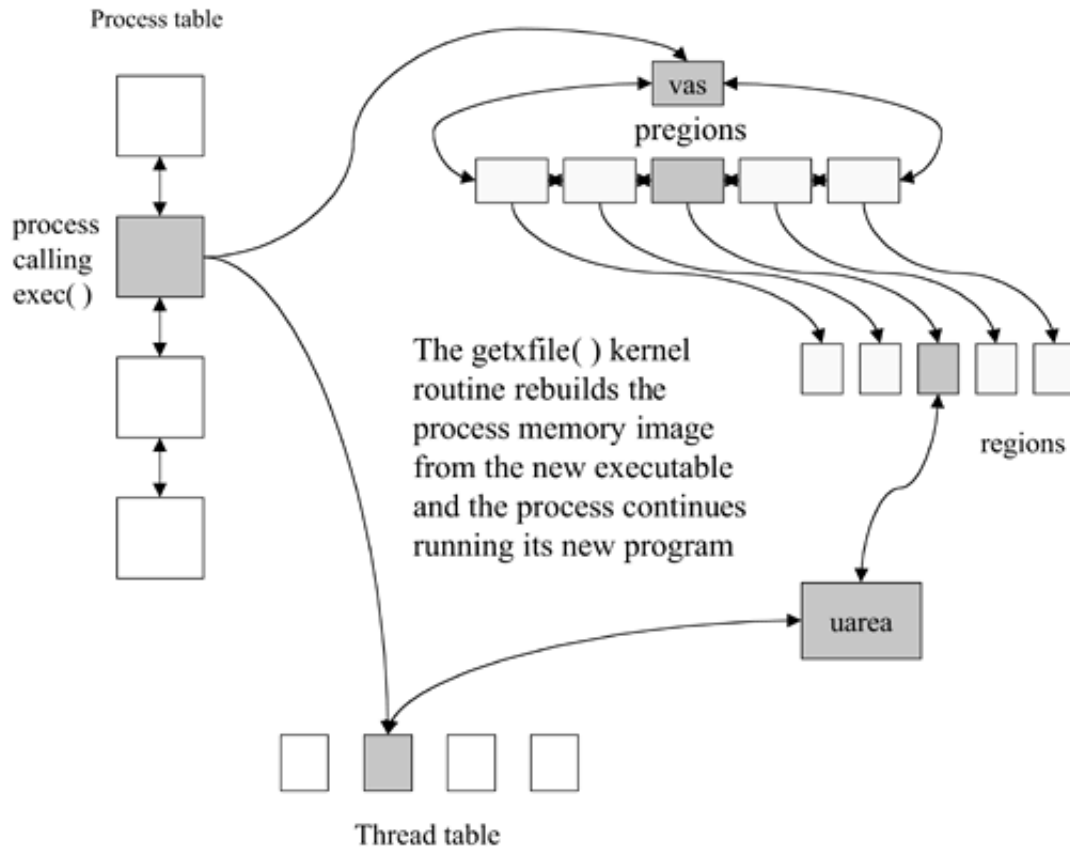 Process table
vas
pregions
process
calling
exec( )
The getxfile( ) kernel
routine rebuilds the
process memory image
from the new executable
and the process continues
running its new program
regions
uarea
Thread table